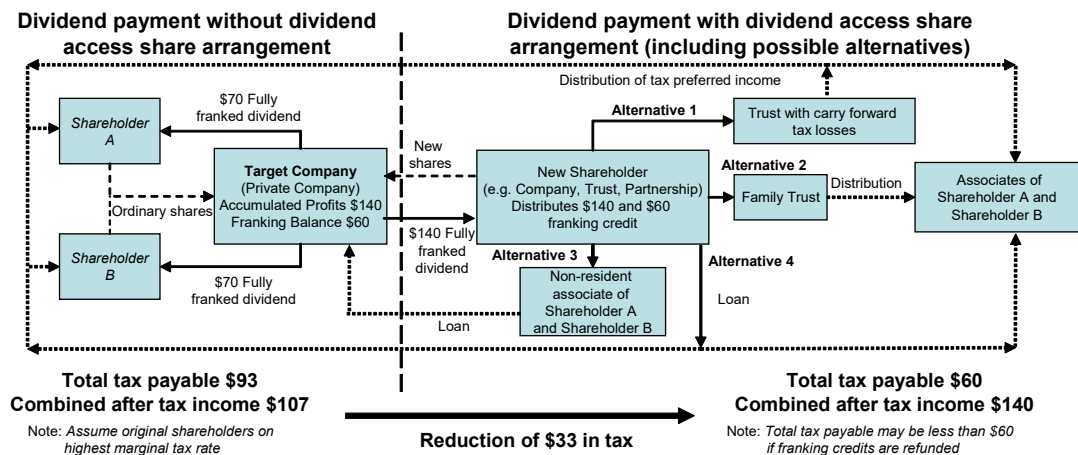 Dividend payment without dividend
access share arrangement
Dividend payment with dividend access share
arrangement (including possible alternatives)
Distribution of tax preferred income
$70 Fully
franked dividend
Shareholder
A
Ordinary shares
Shareholder
B
$70 Fully
franked dividend
Target Company
(Private Company)
Accumulated Profits $140
Franking Balance $60
New
shares
$140 Fully
franked
dividend
New Shareholder
(e.g. Company, Trust, Partnership)
Distributes $140 and $60
franking credit
Alternative 1
Trust with carry forward
tax losses
Alternative 2
Family Trust
Distribution
Associates of
Shareholder A and
Shareholder B
Alternative 3
Non-resident
associate of
Shareholder A
and Shareholder B
Loan
Alternative 4
Loan
Total tax payable $93
Combined after tax income $107
Note: Assume original shareholders on
highest marginal tax rate
Reduction of $33 in tax
Total tax payable $60
Combined after tax income $140
Note: Total tax payable may be less than $60
if franking credits are refunded